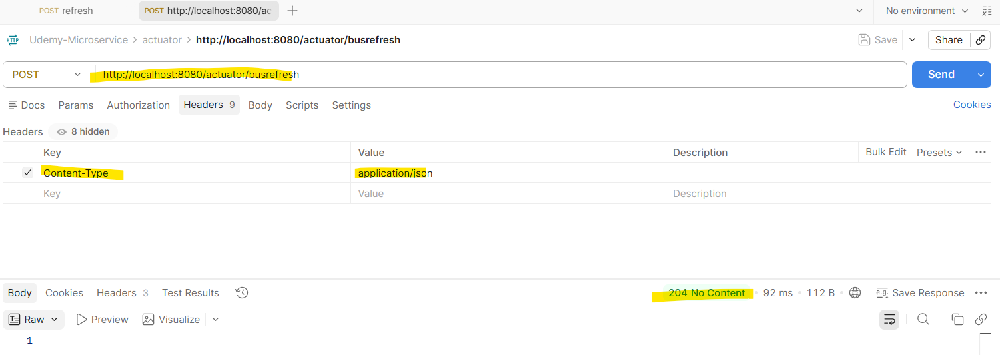 POST refresh POST http://localhost:8080/ac No environment
HTTP Udemy-Microservice > actuator > http://localhost:8080/actuator/busrefresh Save Share
POST http://localhost:8080/actuator/busrefresh Send
Docs Params Authorization Headers 9 Body Scripts Settings Cookies
Headers 8 hidden
Key Value Description Bulk Edit Presets
Content-Type application/json
Key Value Description
Body Cookies Headers 3 Test Results 204 No Content • 92 ms • 112 B • e.g. Save Response
Raw Preview Visualize
1